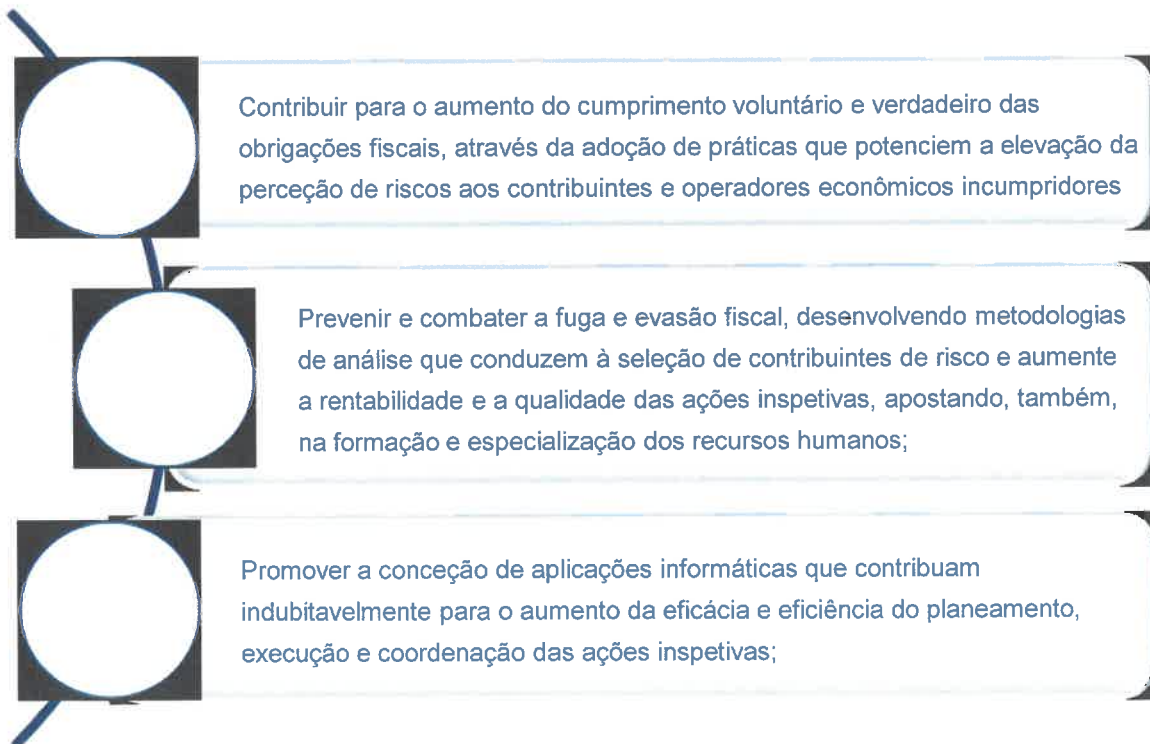 Contribuir para o aumento do cumprimento voluntário e verdadeiro das
obrigações fiscais, através da adoção de práticas que potenciem a elevação da
perceção de riscos aos contribuintes e operadores econômicos incumpridores
Prevenir e combater a fuga e evasão fiscal, desenvolvendo metodologias
de análise que conduzem à seleção de contribuintes de risco e aumente
a rentabilidade e a qualidade das ações inspetivas, apostando, também,
na formação e especialização dos recursos humanos;
Promover a conceção de aplicações informáticas que contribuam
indubitavelmente para o aumento da eficácia e eficiência do planeamento,
execução e coordenação das ações inspetivas;